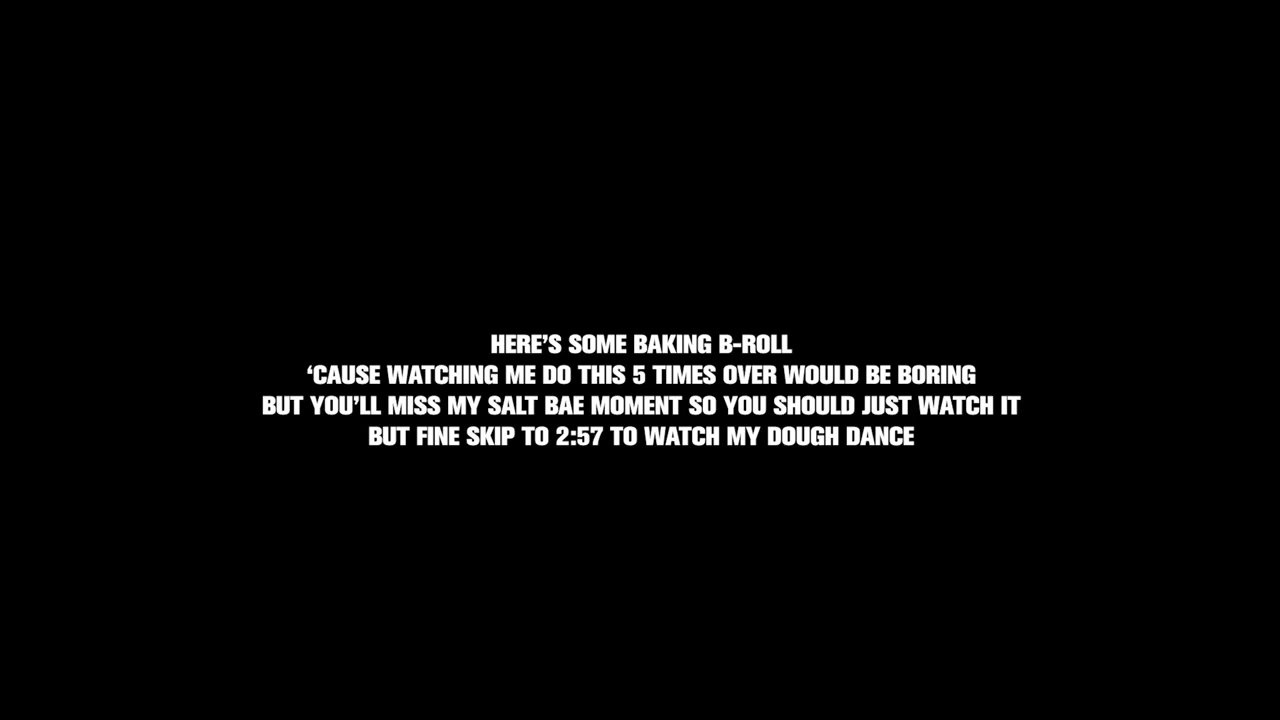 HERE’S SOME BAKING B-ROLL
‘CAUSE WATCHING ME DO THIS 5 TIMES OVER WOULD BE BORING
BUT YOU’LL MISS MY SALT BAE MOMENT SO YOU SHOULD JUST WATCH IT
BUT FINE SKIP TO 2:57 TO WATCH MY DOUGH DANCE